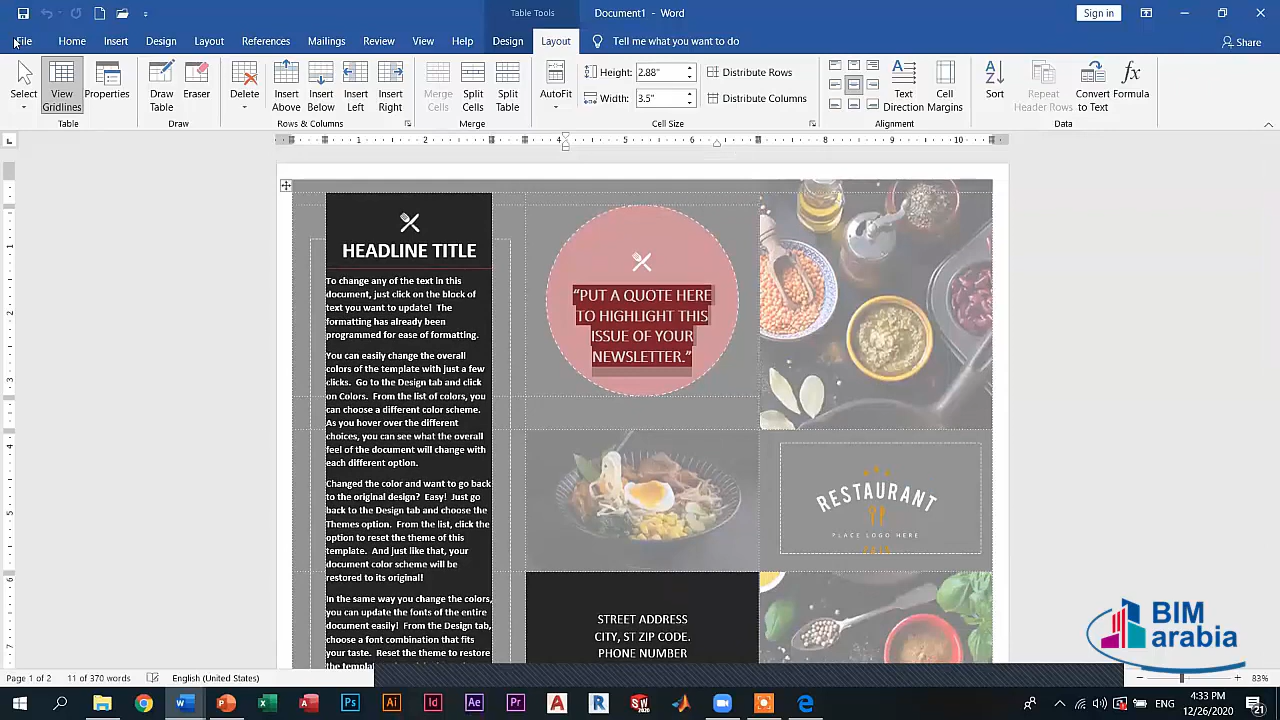 Table Tools
Document1 - Word
Sign in
File
Home
Insert
Design
Layout
References
Mailings
Review
View
Help
Design
Layout
Tell me what you want to do
Share
Select
View Gridlines
Properties
Table
Draw Table
Eraser
Draw
Delete
Insert Above
Insert Below
Insert Left
Insert Right
Rows & Columns
Merge Cells
Split Cells
Split Table
Merge
AutoFit
Height: 2.88"
Width: 3.5"
Distribute Rows
Distribute Columns
Cell Size
Text Direction
Cell Margins
Alignment
Sort
Repeat Header Rows
Convert to Text
Formula
Data
HEADLINE TITLE
To change any of the text in this
document, just click on the block of
text you want to update! The
formatting has already been
programmed for ease of formatting.
You can easily change the overall
colors of the template with just a few
clicks. Go to the Design tab and click
on Colors. From the list of colors, you
can choose a different color scheme.
As you hover over the different
choices, you can see what the overall
feel of the document will change with
each different option.
Changed the color and want to go back
to the original design? Easy! Just go
back to the Design tab and choose the
Themes option. From the list, click the
option to reset the theme of this
template. And just like that, your
document color scheme will be
restored to its original!
In the same way you change the colors,
you can update the fonts of the entire
document easily! From the Design tab,
choose a font combination that fits
your taste. Reset the theme to restore
“PUT A QUOTE HERE
TO HIGHLIGHT THIS
ISSUE OF YOUR
NEWSLETTER.”
RESTAURANT
PLACE LOGO HERE
STREET ADDRESS
CITY, ST ZIP CODE.
PHONE NUMBER
BIM
arabia
Page 1 of 2
11 of 370 words
English (United States)
83%
ENG
4:33 PM
12/26/2020
21